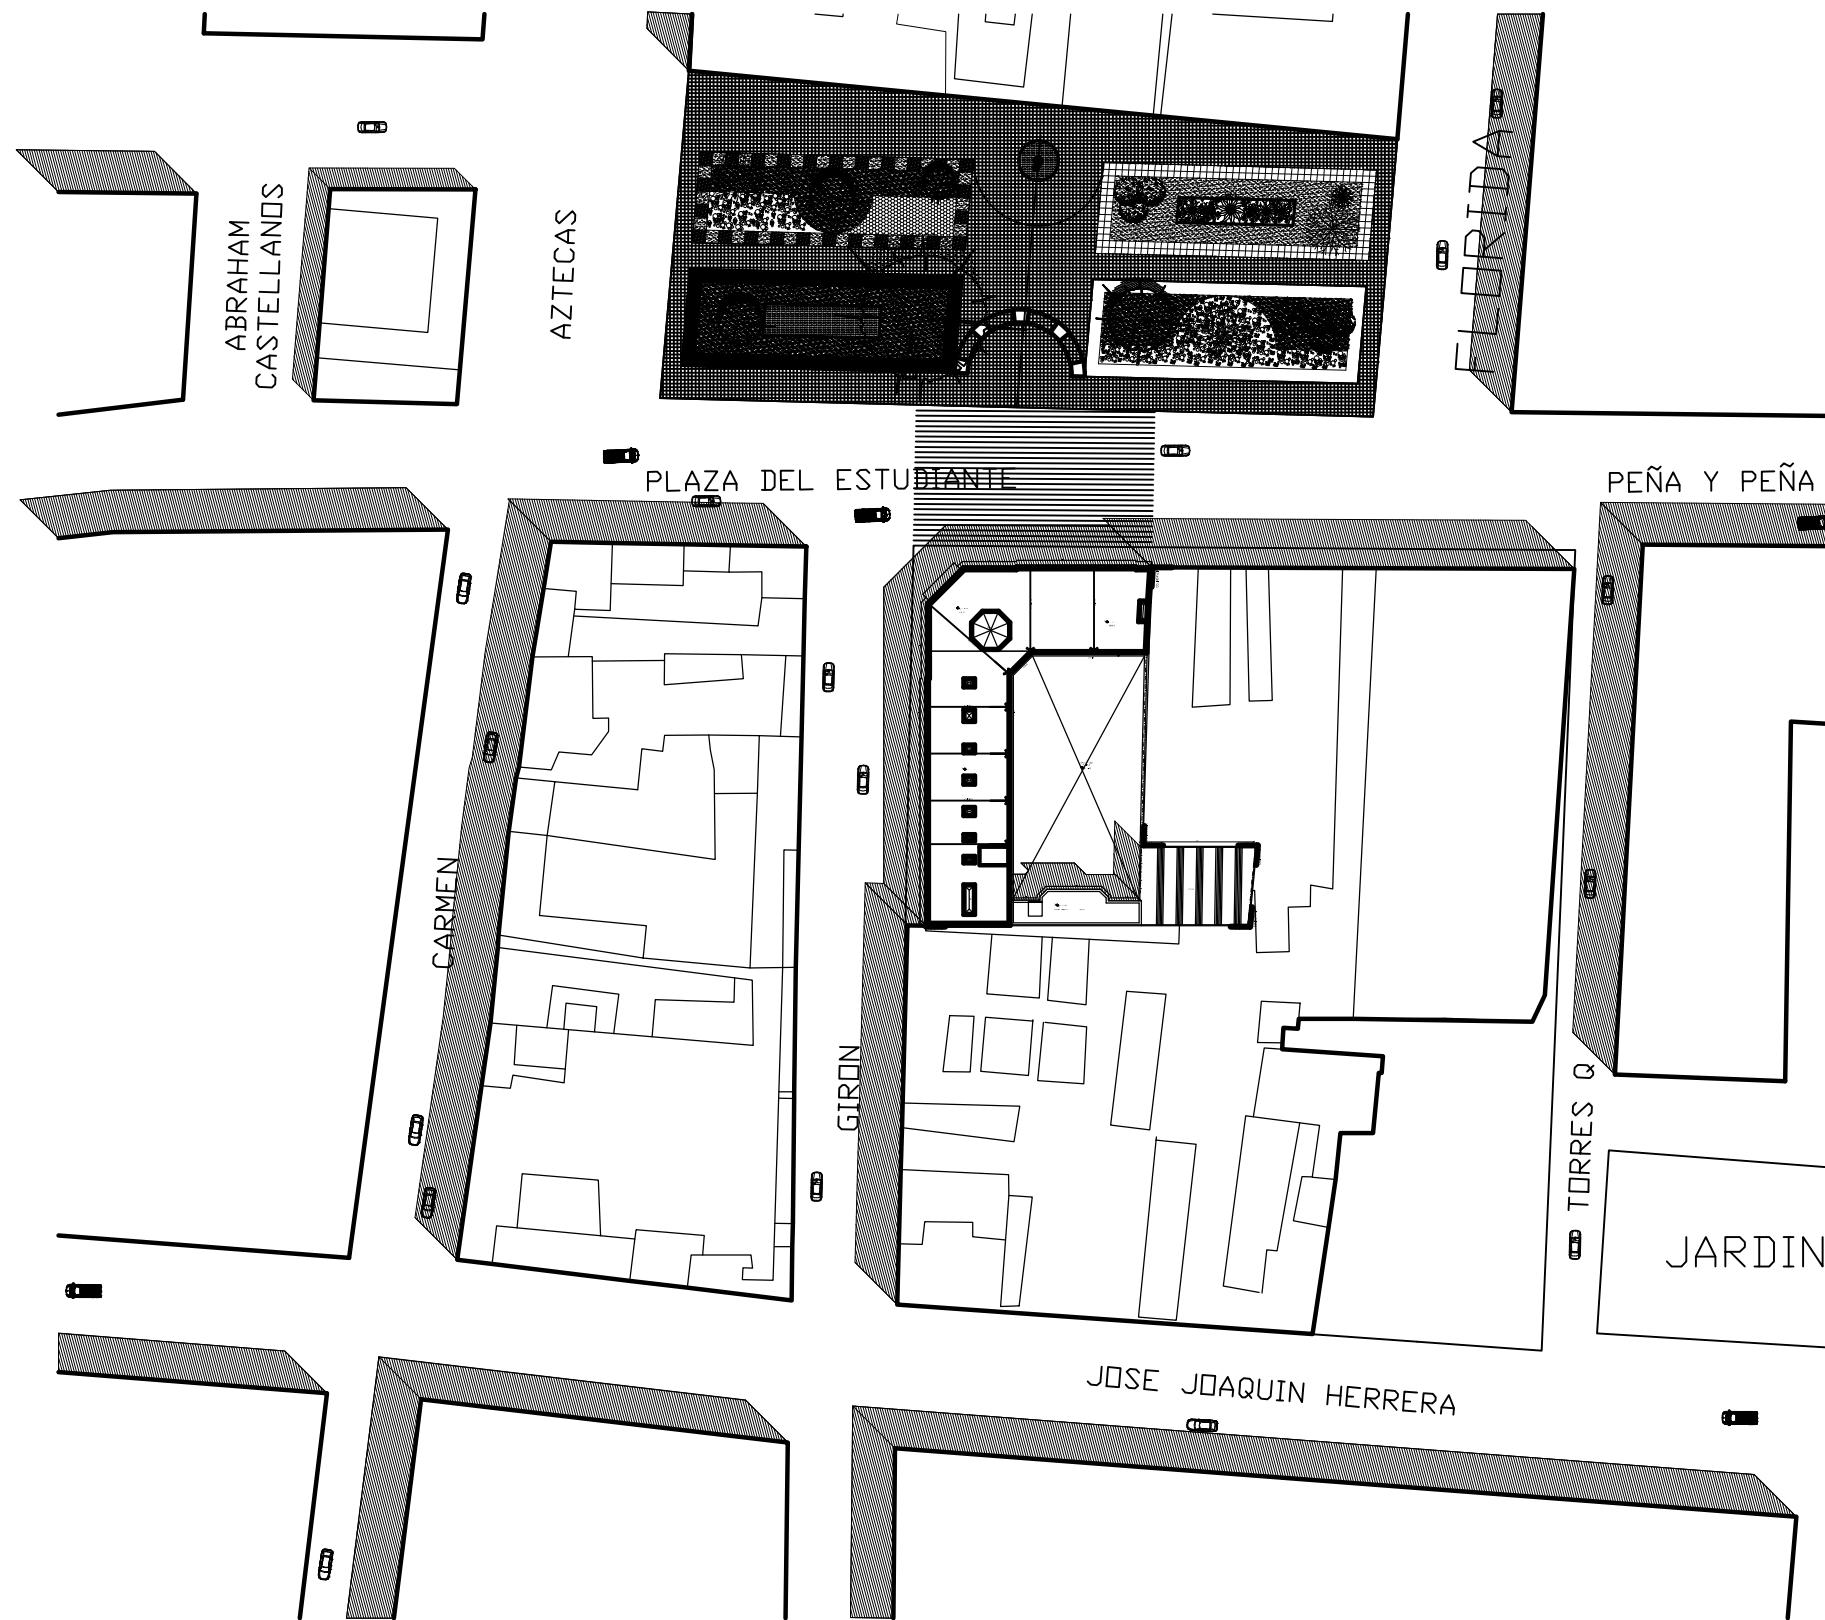 ABRAHAM
CASTELLANOS
AZTECAS
FLORIDA
PLAZA DEL ESTUDIANTE
PEÑA Y PEÑA
CARMEN
GIRON
TORRES Q
JARDIN
JOSE JOAQUIN HERRERA